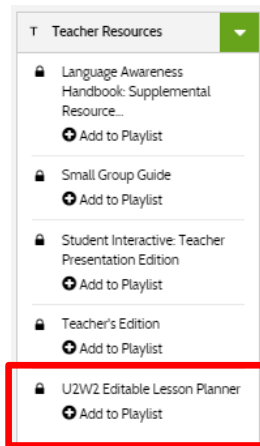 T Teacher Resources
Language Awareness
Handbook: Supplemental
Resource...
Add to Playlist
Small Group Guide
Add to Playlist
Student Interactive: Teacher
Presentation Edition
Add to Playlist
Teacher's Edition
Add to Playlist
U2W2 Editable Lesson Planner
Add to Playlist